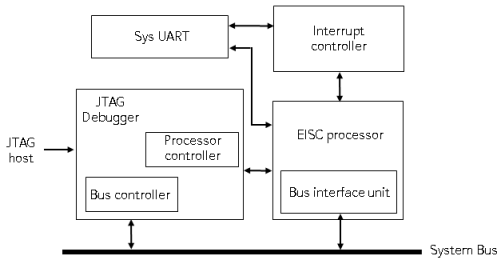 Sys UART
Interrupt
controller
JTAG
Debugger
Processor
controller
EISC processor
JTAG
host
Bus controller
Bus interface unit
System Bus